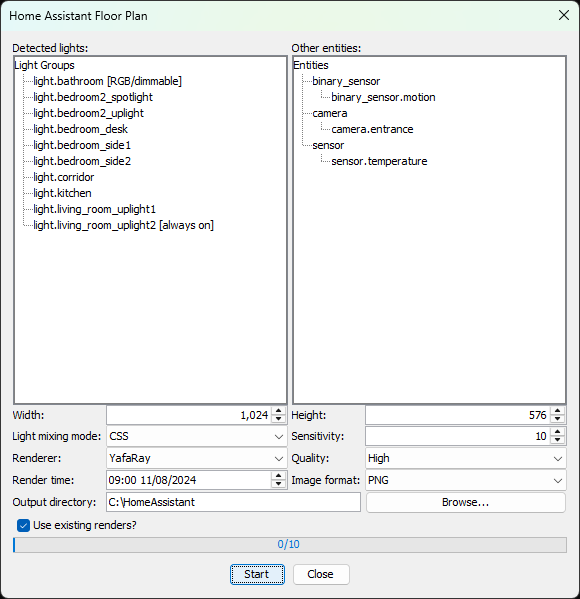 Home Assistant Floor Plan
Detected lights:
Other entities:
Light Groups
light.bathroom [RGB/dimmable]
light.bedroom2_spotlight
light.bedroom2_uplight
light.bedroom_desk
light.bedroom_side1
light.bedroom_side2
light.corridor
light.kitchen
light.living_room_uplight1
light.living_room_uplight2 [always on]
Entities
binary_sensor
binary_sensor.motion
camera
camera.entrance
sensor
sensor.temperature
Width: 1,024 Height: 576
Light mixing mode: CSS Sensitivity: 10
Renderer: YafaRay Quality: High
Render time: 09:00 11/08/2024 Image format: PNG
Output directory: C:\HomeAssistant Browse...
Use existing renders?
0/10
Start Close